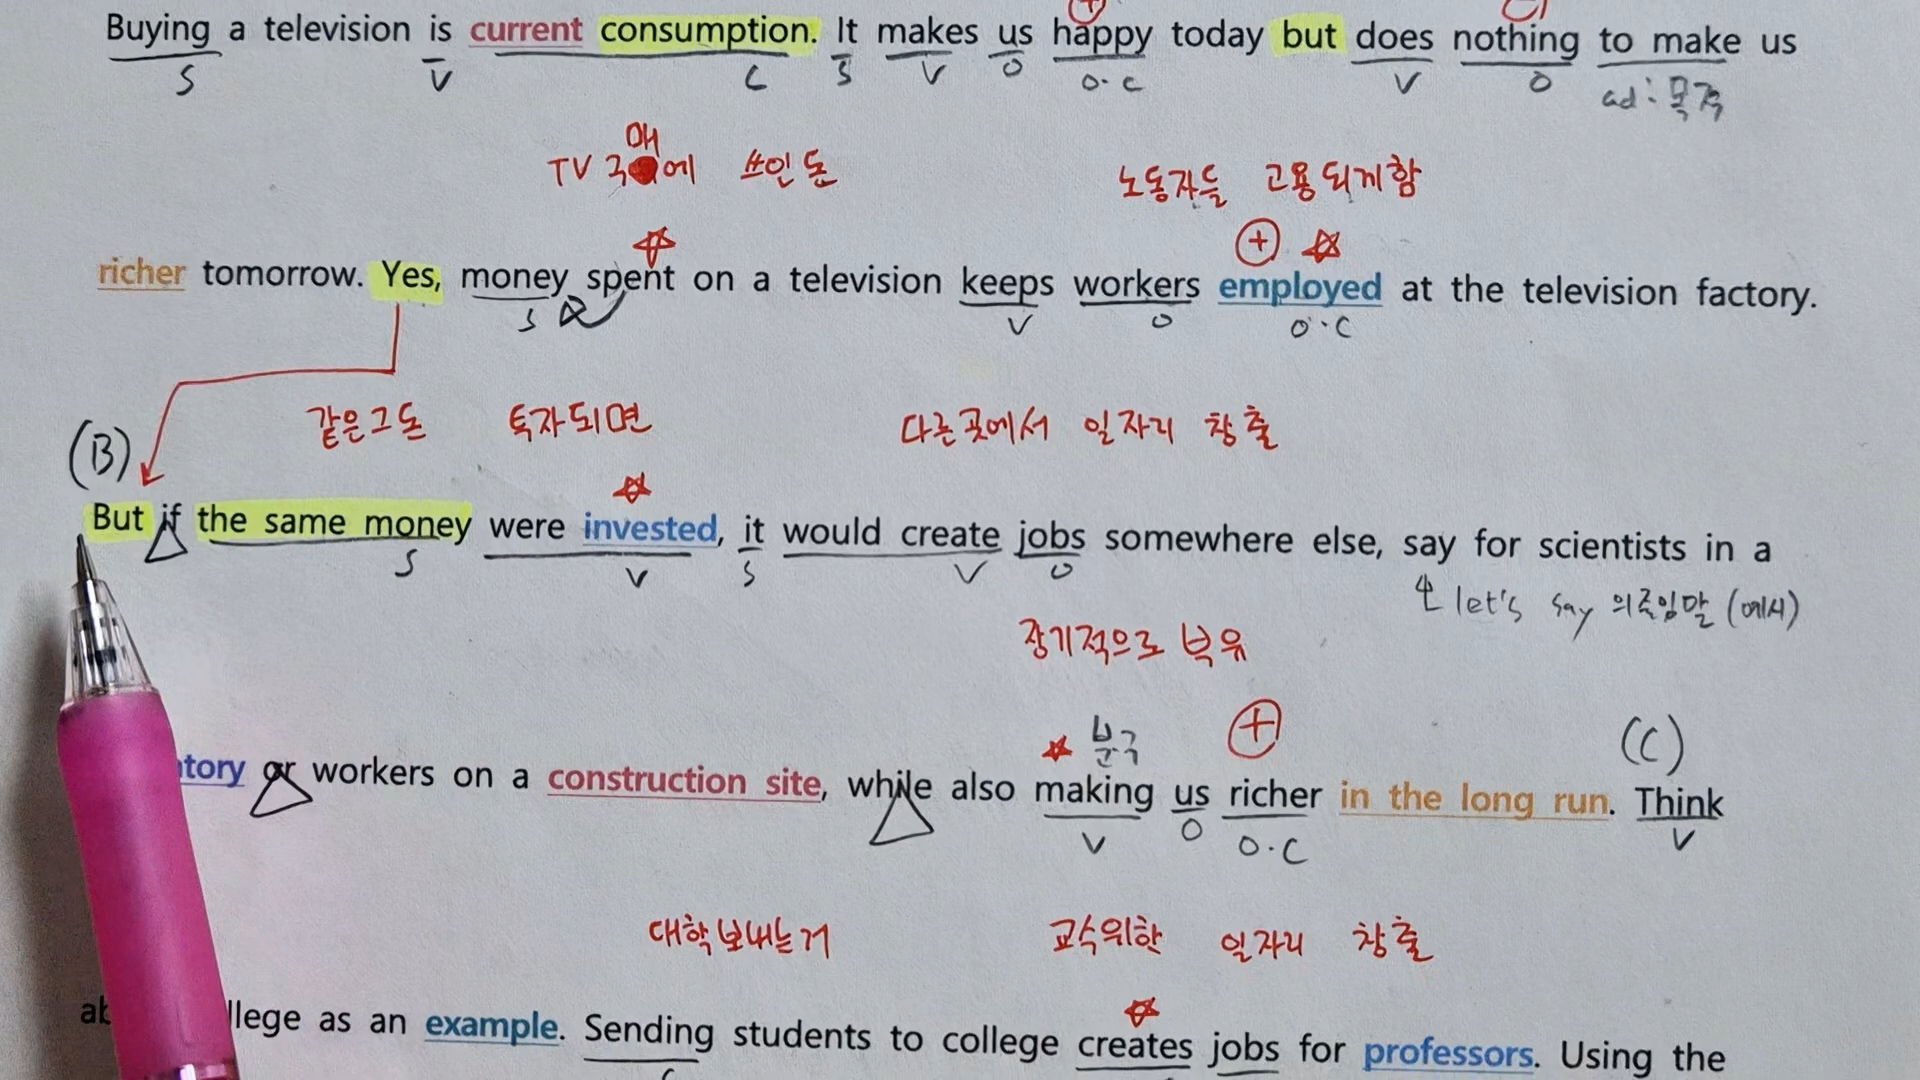 Buying a television is current consumption. It makes us happy today but does nothing to make us
S V C S V O O.C V O ad: 목적
매
TV 구에 쓰인 돈 노동자들 고용되게함
+
richer tomorrow. Yes, money spent on a television keeps workers employed at the television factory.
S V O O.C
같은 그 돈 투자되면 다른곳에서 일자리 창출
(B)
But if the same money were invested, it would create jobs somewhere else, say for scientists in a
S V S V O
let's say 의 줄임말 (예시)
장기적으로 부유
분구 + (C)
tory or workers on a construction site, while also making us richer in the long run. Think
V O O.C V
대학보내는거 교수위한 일자리 창출
llege as an example. Sending students to college creates jobs for professors. Using the